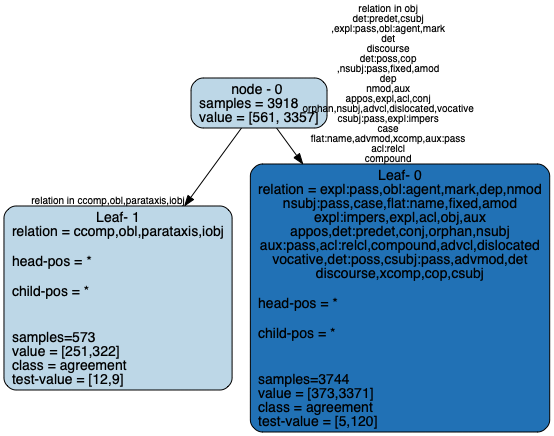 relation in obj
det:predet,csubj
,expl:pass,obl:agent,mark
det
discourse
det:poss,cop
,nsubj:pass,fixed,amod
dep
nmod,aux
appos,expl,acl,conj
orphan,nsubj,advcl,dislocated,vocative
csubj:pass,expl:impers
case
flat:name,advmod,xcomp,aux:pass
acl:relcl
compound
node - 0
samples = 3918
value = [561, 3357]
relation in ccomp,obl,parataxis,iobj
Leaf- 1
relation = ccomp,obl,parataxis,iobj
head-pos = *
child-pos = *
samples=573
value = [251,322]
class = agreement
test-value = [12,9]
Leaf- 0
relation = expl:pass,obl:agent,mark,dep,nmod
nsubj:pass,case,flat:name,fixed,amod
expl:impers,expl,acl,obj,aux
appos,det:predet,conj,orphan,nsubj
aux:pass,acl:relcl,compound,advcl,dislocated
vocative,det:poss,csubj:pass,advmod,det
discourse,xcomp,cop,csubj
head-pos = *
child-pos = *
samples=3744
value = [373,3371]
class = agreement
test-value = [5,120]